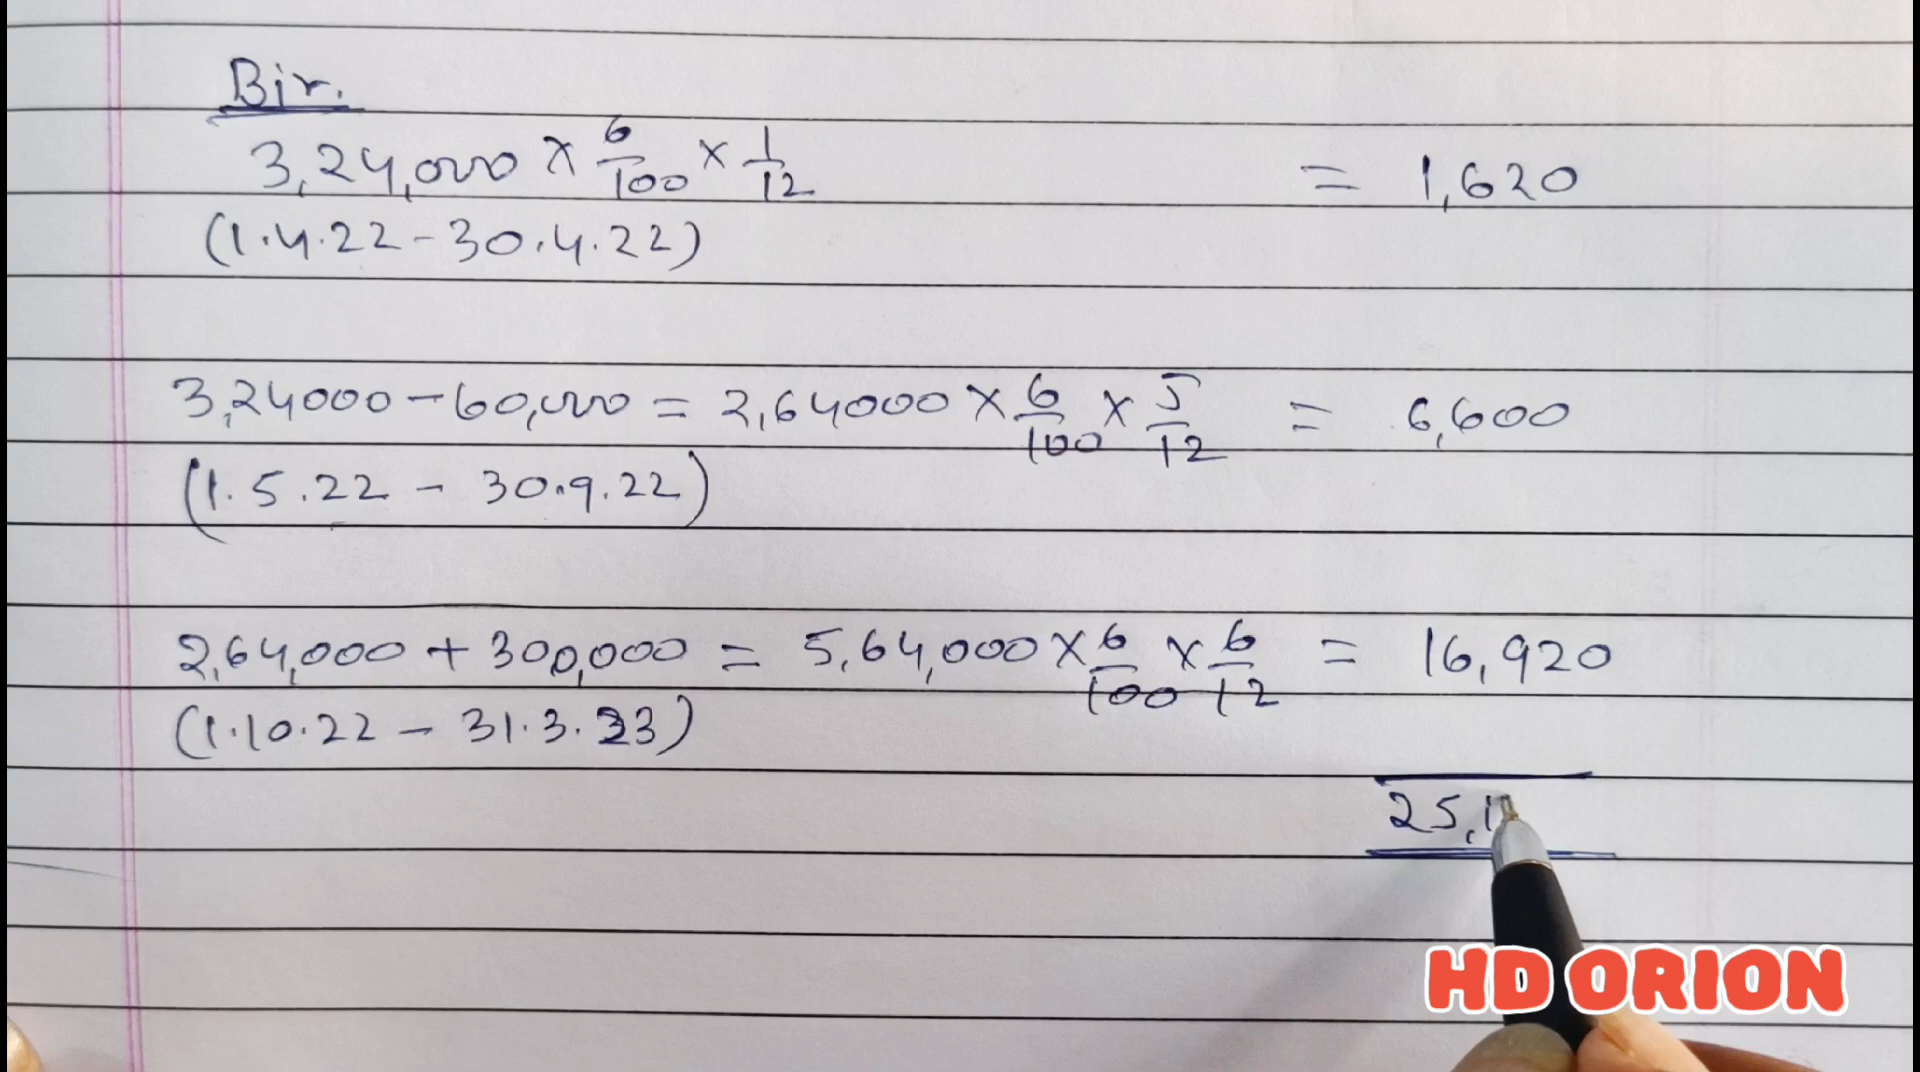 Bir.
3,24,000 × 6/100 × 1/12 = 1,620
(1.4.22 - 30.4.22)
3,24000 - 60,000 = 2,64000 × 6/100 × 5/12 = 6,600
(1.5.22 - 30.9.22)
2,64,000 + 300,000 = 5,64,000 × 6/100 × 6/12 = 16,920
(1.10.22 - 31.3.23)
25,1
HD ORION